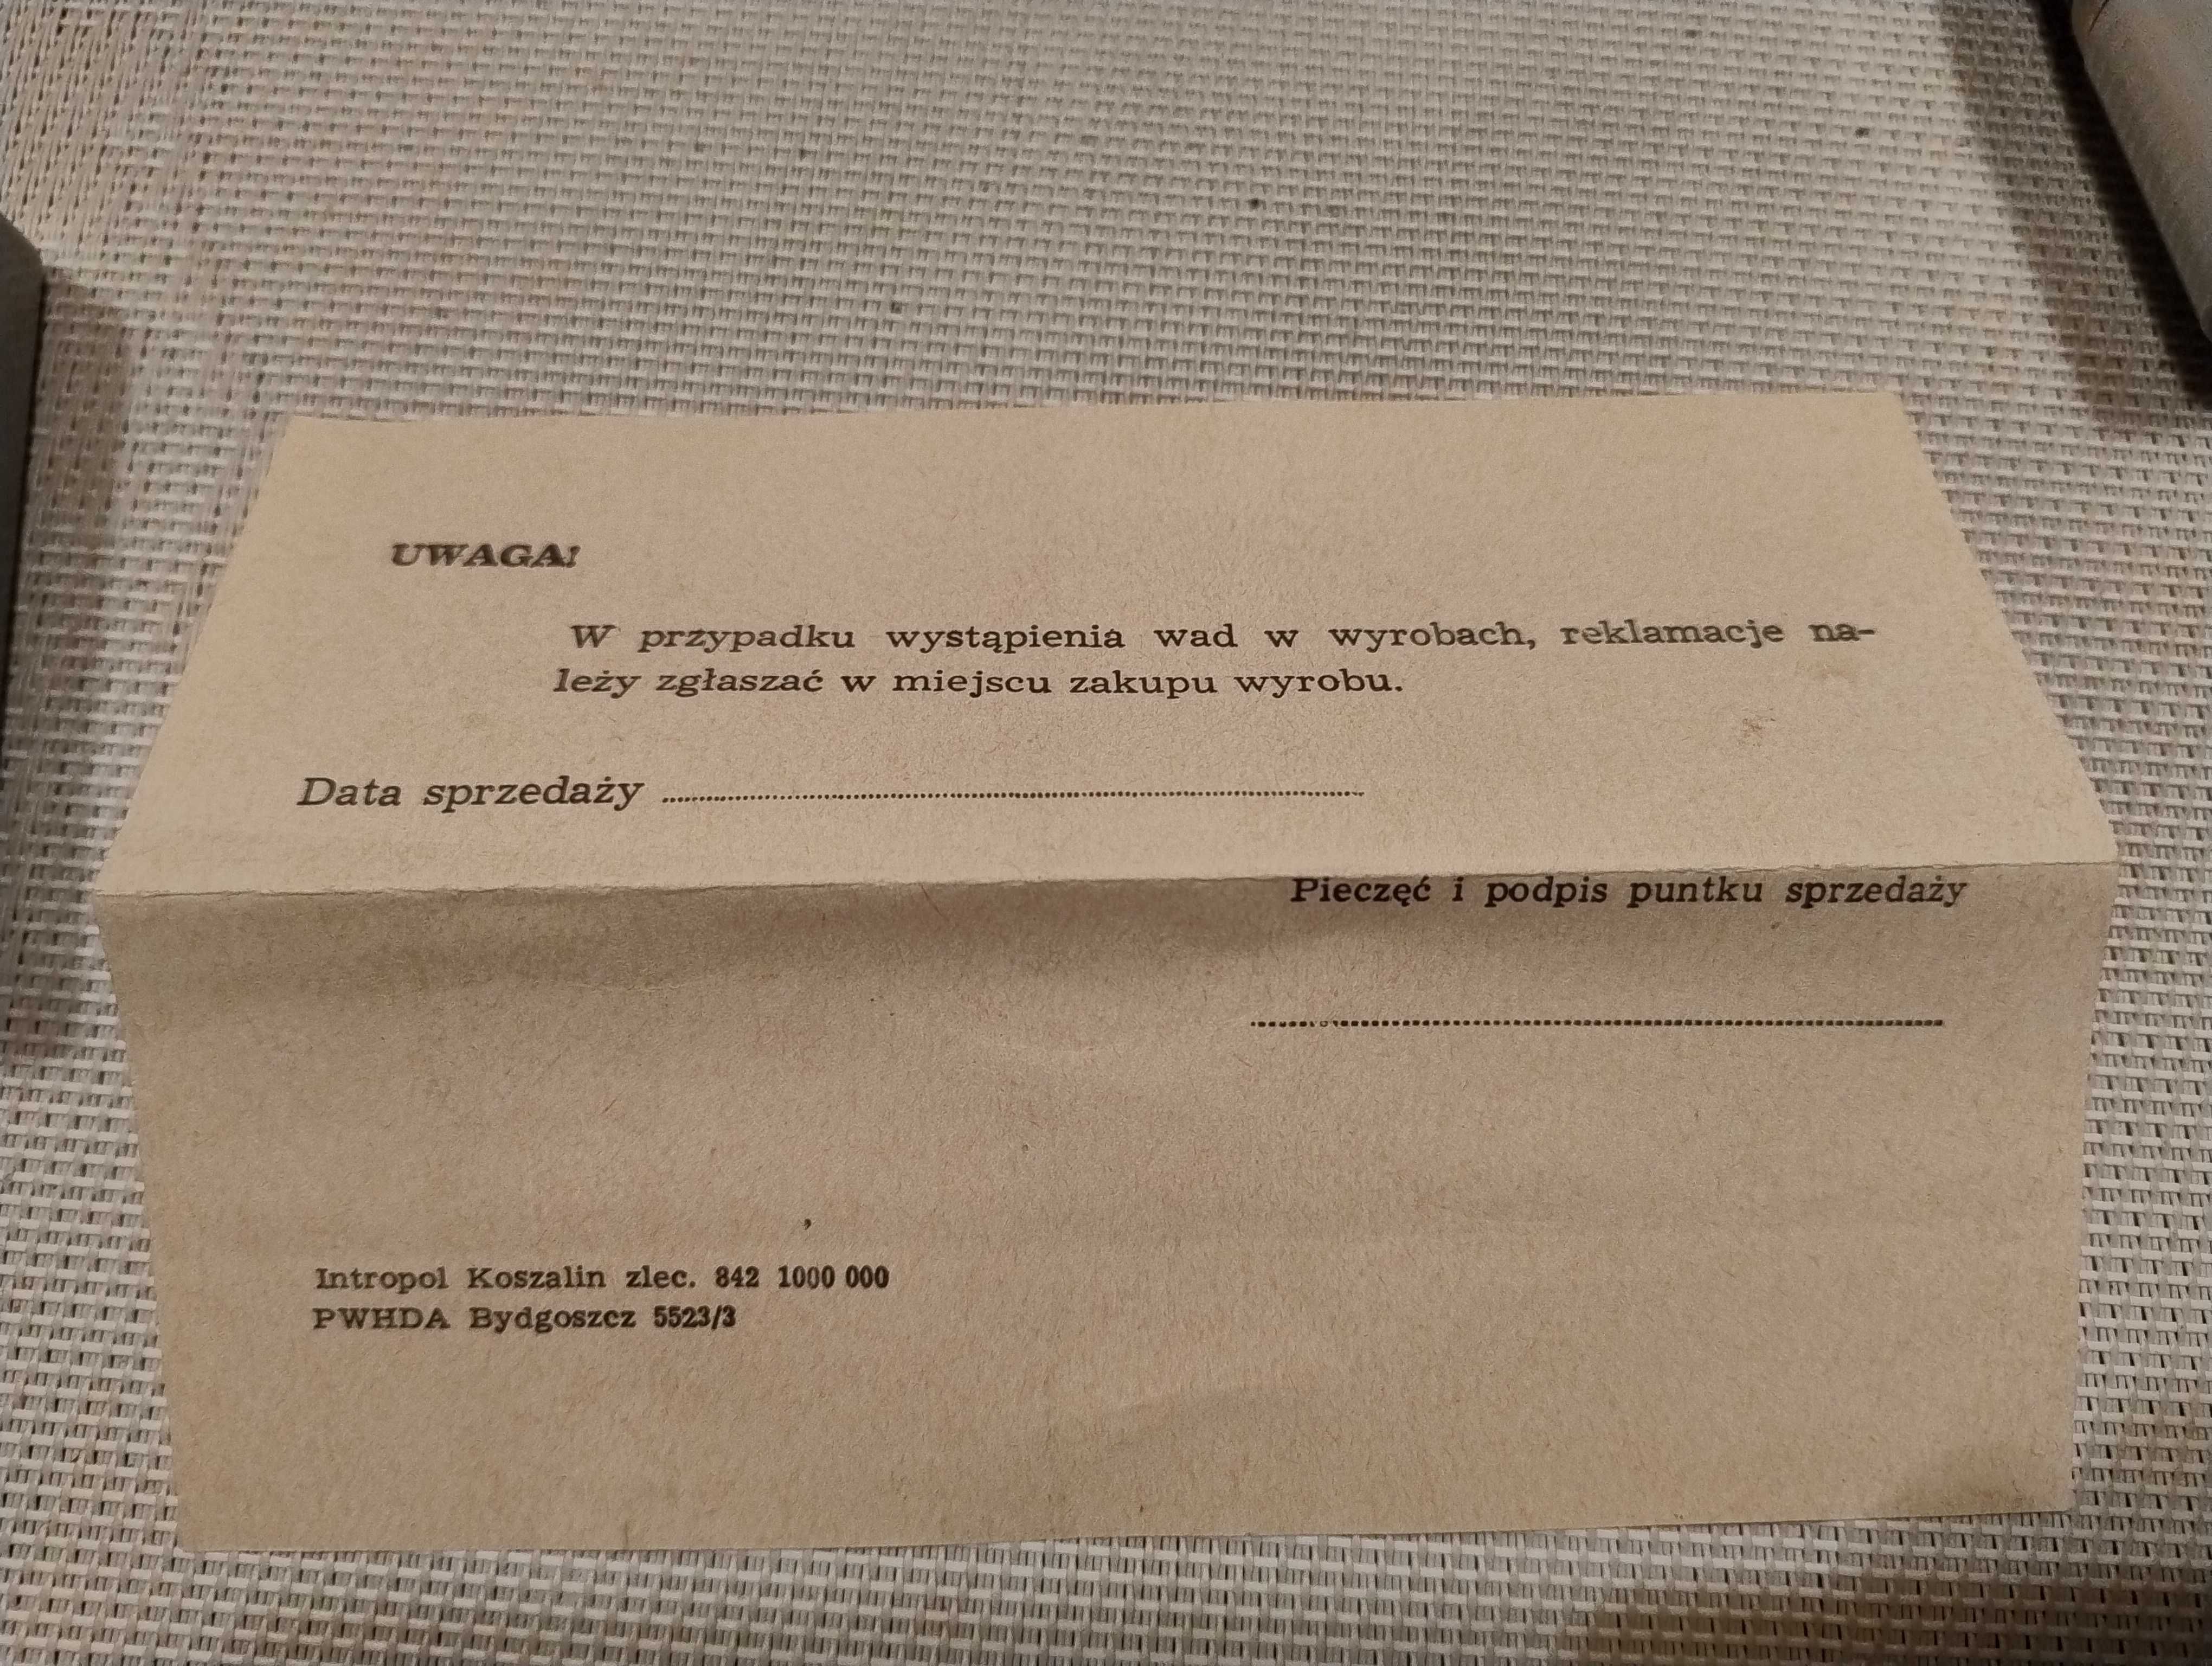 UWAGA!
W przypadku wystąpienia wad w wyrobach, reklamacje na-
leży zgłaszać w miejscu zakupu wyrobu.
Data sprzedaży ......................................................
Pieczęć i podpis puntku sprzedaży
......................................................
Intropol Koszalin zlec. 842 1000 000
PWHDA Bydgoszcz 5523/3